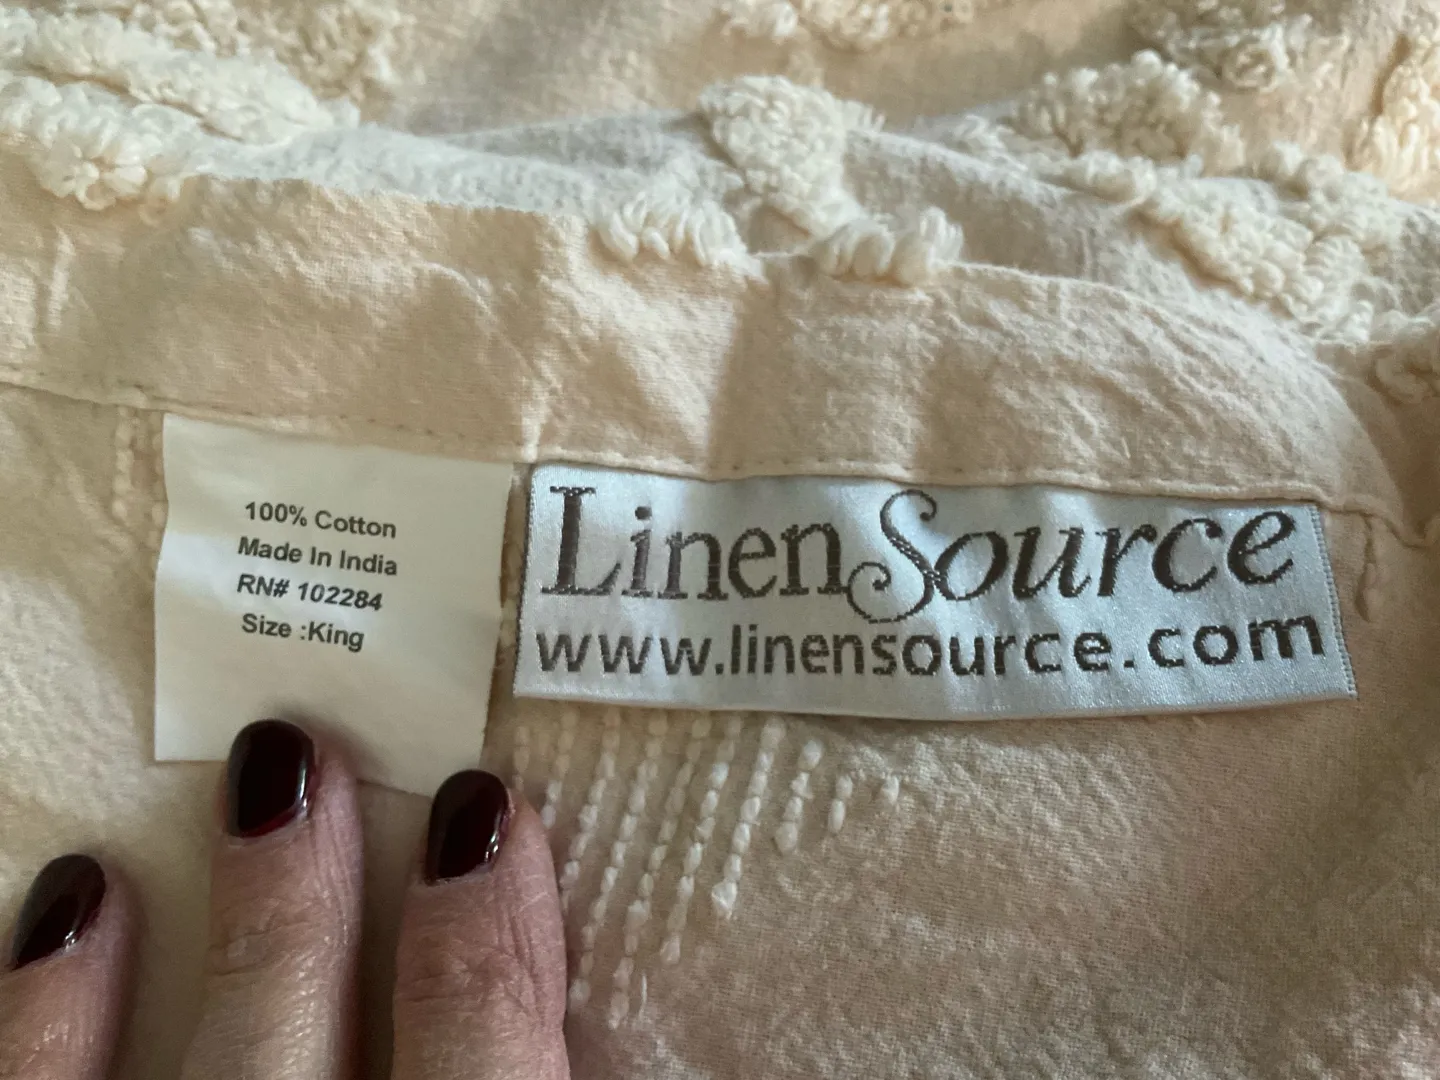 100% Cotton
Made In India
RN# 102284
Size :King
LinenSource
www.linensource.com